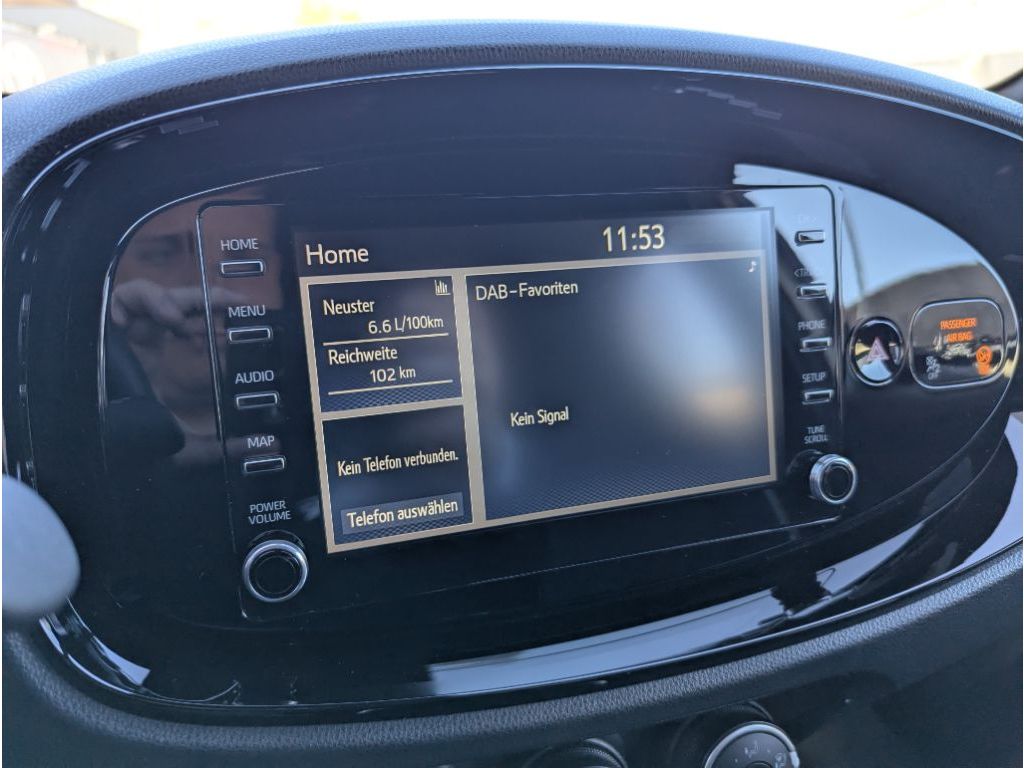 HOME
MENU
AUDIO
MAP
POWER
VOLUME
Home
11:53
Neuster
6.6 L/100km
Reichweite
102 km
Kein Telefon verbunden.
Telefon auswählen
DAB-Favoriten
Kein Signal
PHONE
SETUP
TUNE
SCROLL
PASSENGER
AIR BAG
OFF